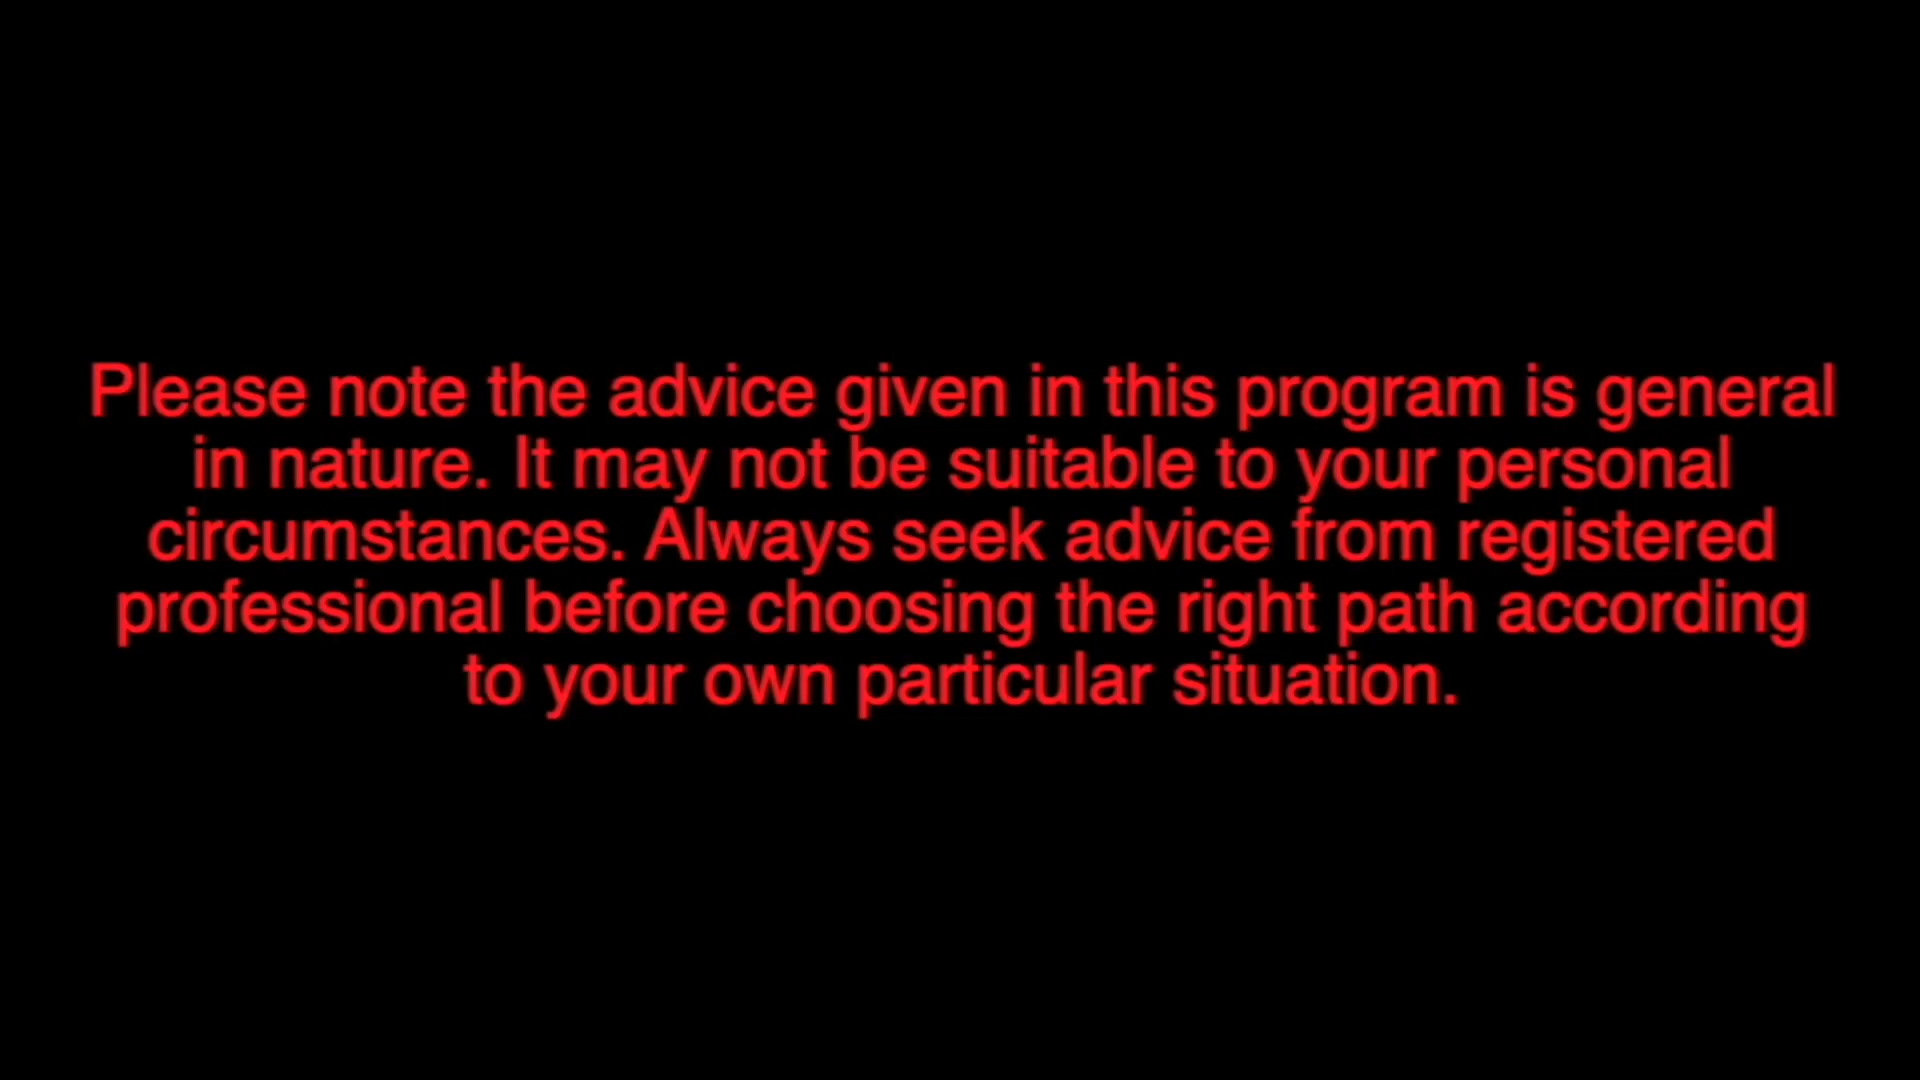 Please note the advice given in this program is general
in nature. It may not be suitable to your personal
circumstances. Always seek advice from registered
professional before choosing the right path according
to your own particular situation.